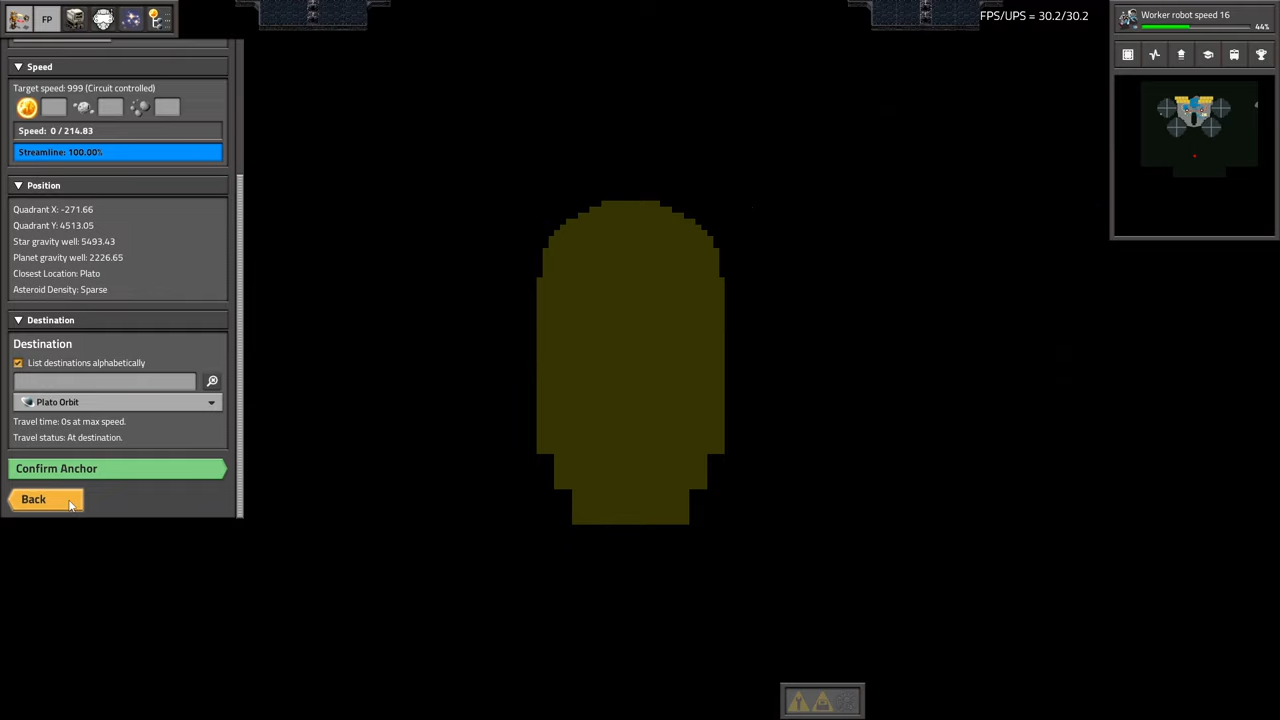 FP
FPS/UPS = 30.2/30.2
Worker robot speed 16
44%
Speed
Target speed: 999 (Circuit controlled)
Speed: 0 / 214.83
Streamline: 100.00%
Position
Quadrant X: -271.66
Quadrant Y: 4513.05
Star gravity well: 5493.43
Planet gravity well: 2226.65
Closest Location: Plato
Asteroid Density: Sparse
Destination
Destination
List destinations alphabetically
Plato Orbit
Travel time: 0s at max speed.
Travel status: At destination.
Confirm Anchor
Back